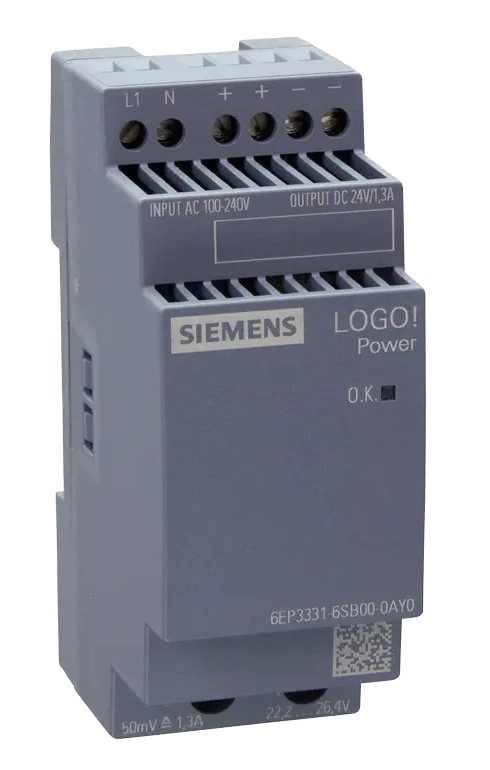 L1 N + + − −
INPUT AC 100-240V OUTPUT DC 24V/1,3A
SIEMENS LOGO!
Power
O.K.
6EP3331-6SB00-0AY0
50mV ≙ 1,3A 22,2...26,4V